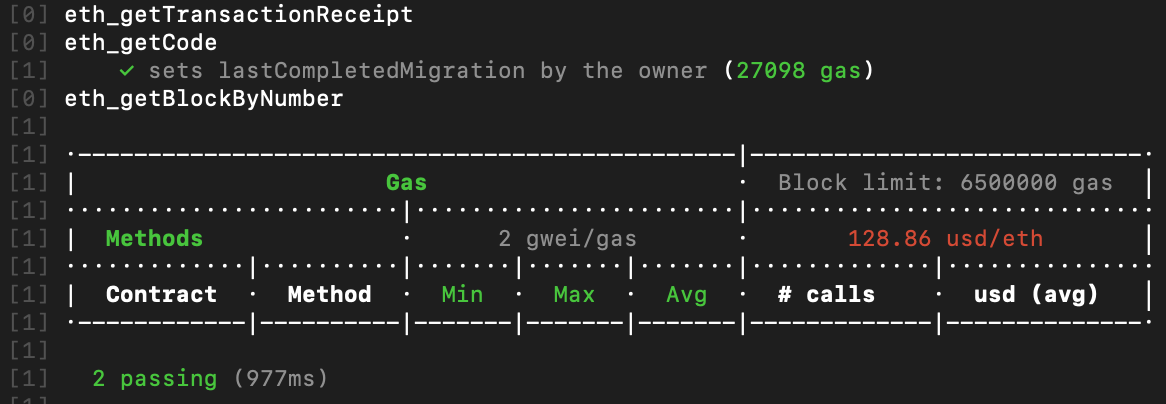 [0] eth_getTransactionReceipt
[0] eth_getCode
[1] ✓ sets lastCompletedMigration by the owner (27098 gas)
[0] eth_getBlockByNumber
[1]
[1] ·-----------------------------------------------|----------------------------·
[1] | Gas · Block limit: 6500000 gas |
[1] ························|·······················|·····························
[1] | Methods · 2 gwei/gas · 128.86 usd/eth |
[1] ·············|··········|·······|·······|·······|·············|···············
[1] | Contract · Method · Min · Max · Avg · # calls · usd (avg) |
[1] ·------------|----------|-------|-------|-------|-------------|--------------·
[1]
[1] 2 passing (977ms)
[1]